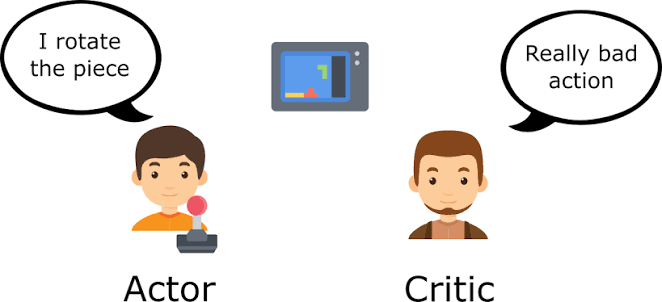 I rotate
the piece
Really bad
action
Actor
Critic